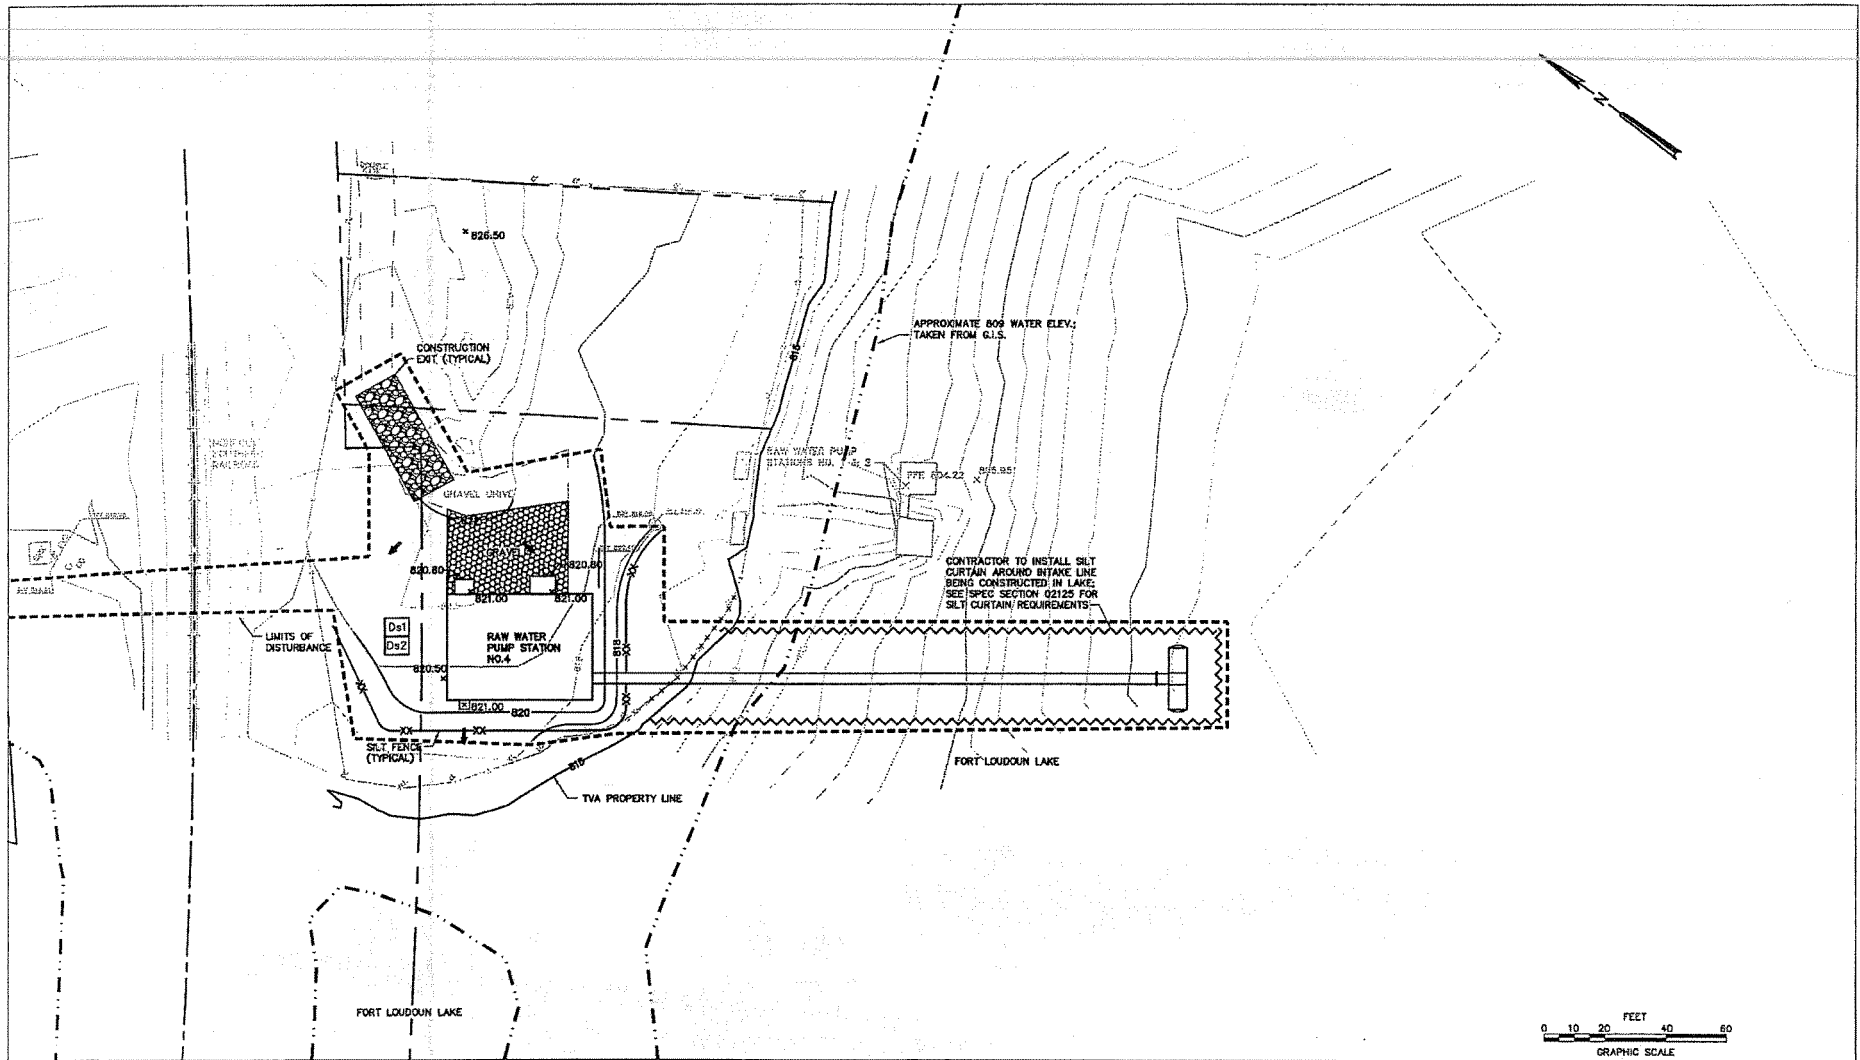 N
826.50
CONSTRUCTION
EXIT (TYPICAL)
APPROXIMATE 809 WATER ELEV.;
TAKEN FROM G.I.S.
815
RAILROAD
RAW WATER PUMP
GRAVEL DRIVE
GRAVEL
820.80
820.80
821.00
821.00
CONTRACTOR TO INSTALL SILT
CURTAIN AROUND INTAKE LINE
BEING CONSTRUCTED IN LAKE;
SEE SPEC SECTION 02125 FOR
SILT CURTAIN REQUIREMENTS
LIMITS OF
DISTURBANCE
Ds1
Ds2
RAW WATER
PUMP STATION
NO.4
818
820.50
821.00
820
SILT FENCE
(TYPICAL)
815
TVA PROPERTY LINE
FORT LOUDOUN LAKE
FORT LOUDOUN LAKE
FEET
0 10 20 40 60
GRAPHIC SCALE